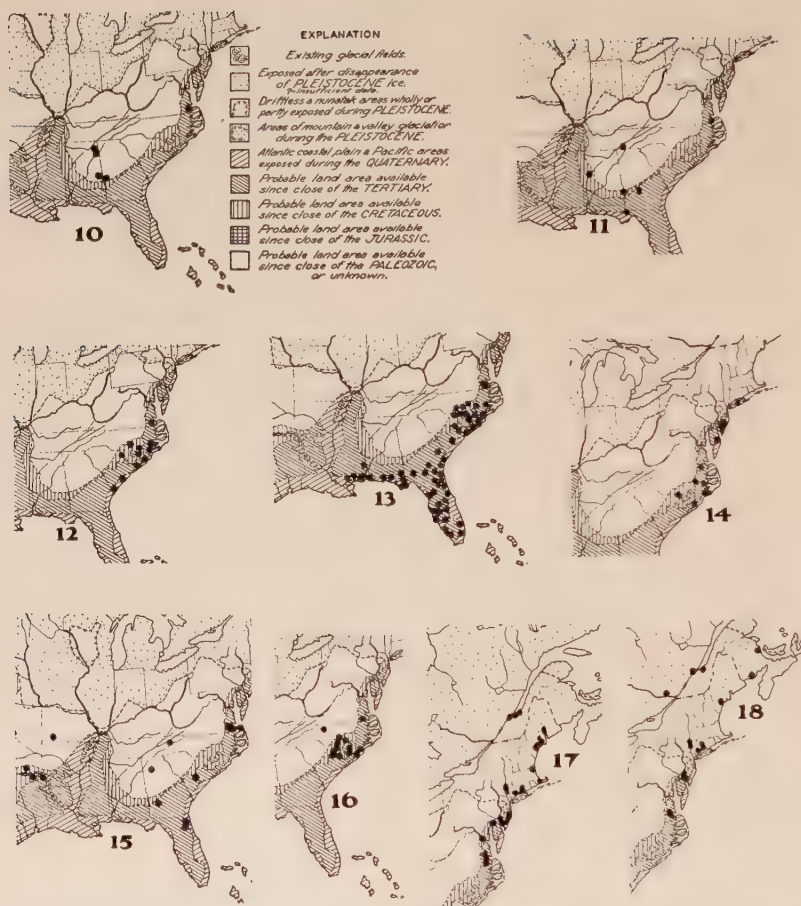 EXPLANATION
Existing glacial fields.
Exposed after disappearance
of PLEISTOCENE ice.
?-Insufficient data.
Driftless & nunatak areas wholly or
partly exposed during PLEISTOCENE.
Areas of mountain & valley glaciation
during the PLEISTOCENE.
Atlantic coastal plain & Pacific areas
exposed during the QUATERNARY.
Probable land area available
since close of the TERTIARY.
Probable land area available
since close of the CRETACEOUS.
Probable land area available
since close of the JURASSIC.
Probable land area available
since close of the PALEOZOIC,
or unknown.
10
11
12
13
14
15
16
17
18